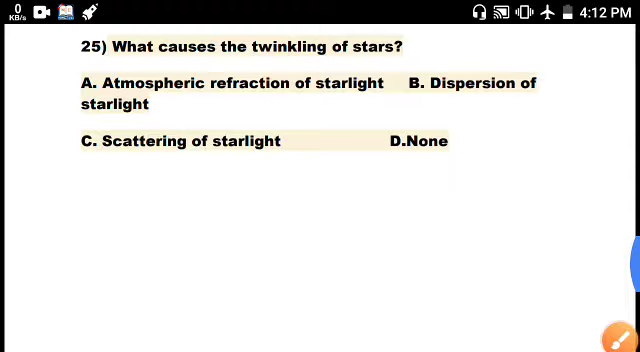 0
KB/s
4:12 PM
25) What causes the twinkling of stars?
A. Atmospheric refraction of starlight B. Dispersion of
starlight
C. Scattering of starlight D.None